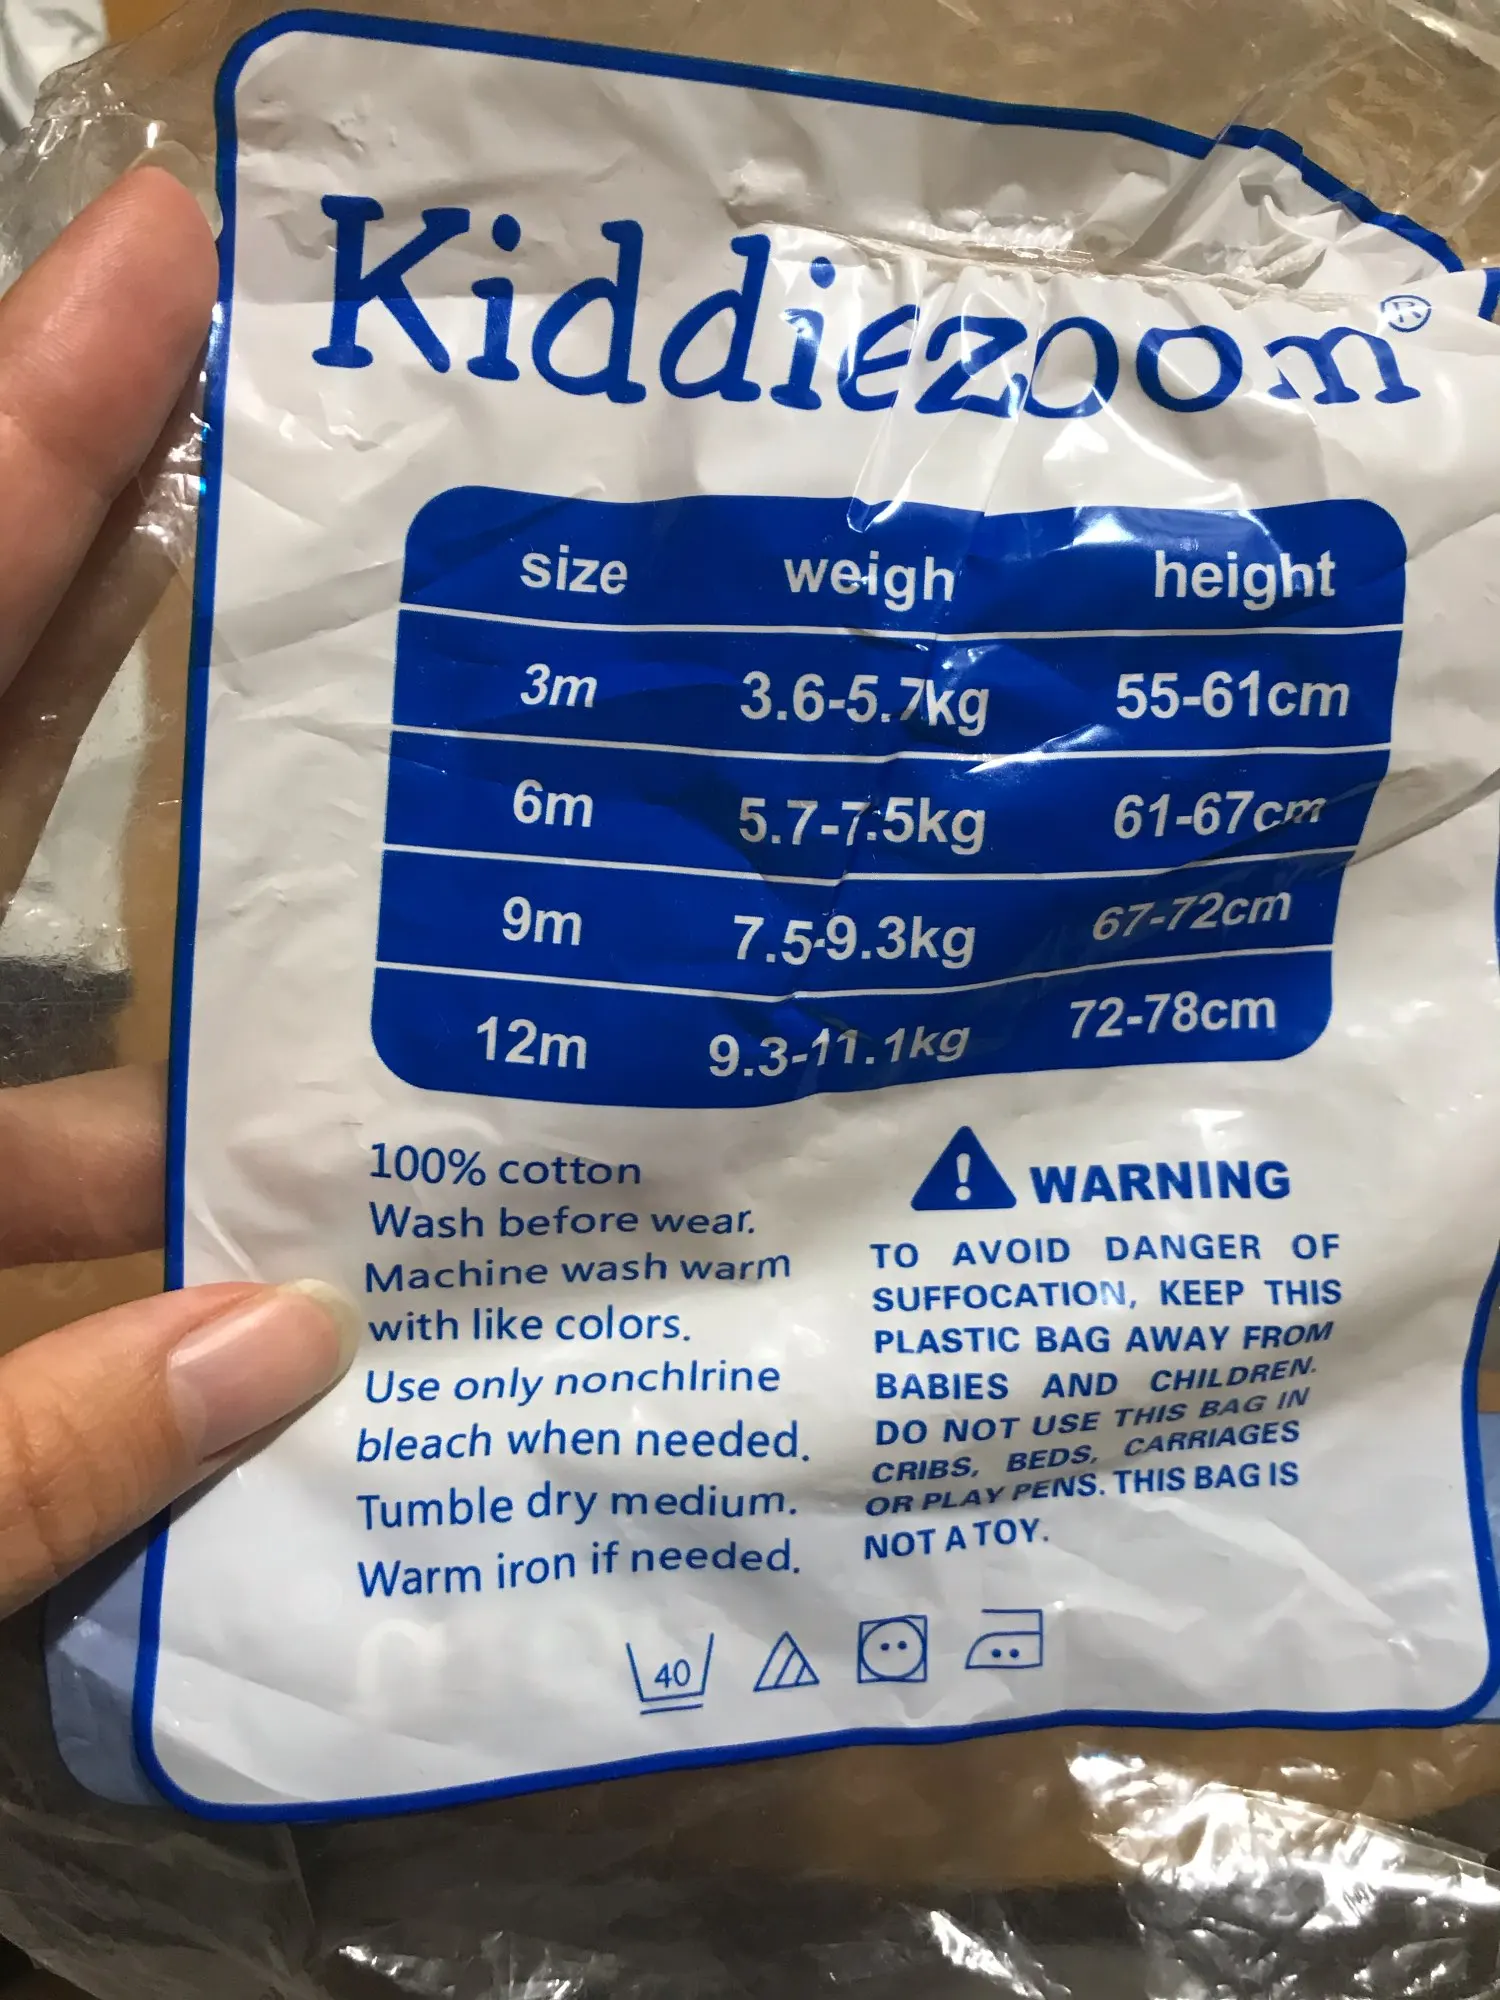 Kiddiezoom®
size weigh height
3m 3.6-5.7kg 55-61cm
6m 5.7-7.5kg 61-67cm
9m 7.5-9.3kg 67-72cm
12m 9.3-11.1kg 72-78cm
100% cotton
Wash before wear.
Machine wash warm
with like colors.
Use only nonchlrine
bleach when needed.
Tumble dry medium.
Warm iron if needed.
WARNING
TO AVOID DANGER OF
SUFFOCATION, KEEP THIS
PLASTIC BAG AWAY FROM
BABIES AND CHILDREN.
DO NOT USE THIS BAG IN
CRIBS, BEDS, CARRIAGES
OR PLAY PENS. THIS BAG IS
NOT A TOY.
40